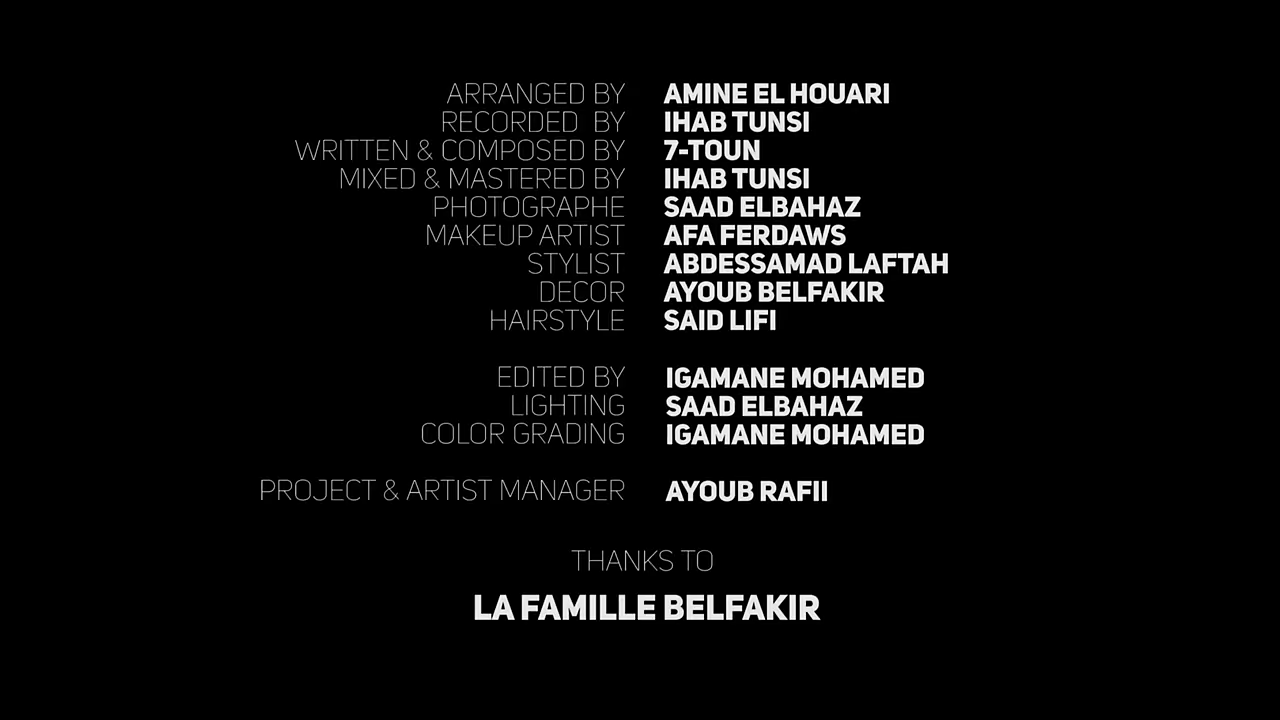 ARRANGED BY AMINE EL HOUARI
RECORDED BY IHAB TUNSI
WRITTEN & COMPOSED BY 7-TOUN
MIXED & MASTERED BY IHAB TUNSI
PHOTOGRAPHE SAAD ELBAHAZ
MAKEUP ARTIST AFA FERDAWS
STYLIST ABDESSAMAD LAFTAH
DECOR AYOUB BELFAKIR
HAIRSTYLE SAID LIFI
EDITED BY IGAMANE MOHAMED
LIGHTING SAAD ELBAHAZ
COLOR GRADING IGAMANE MOHAMED
PROJECT & ARTIST MANAGER AYOUB RAFII
THANKS TO
LA FAMILLE BELFAKIR